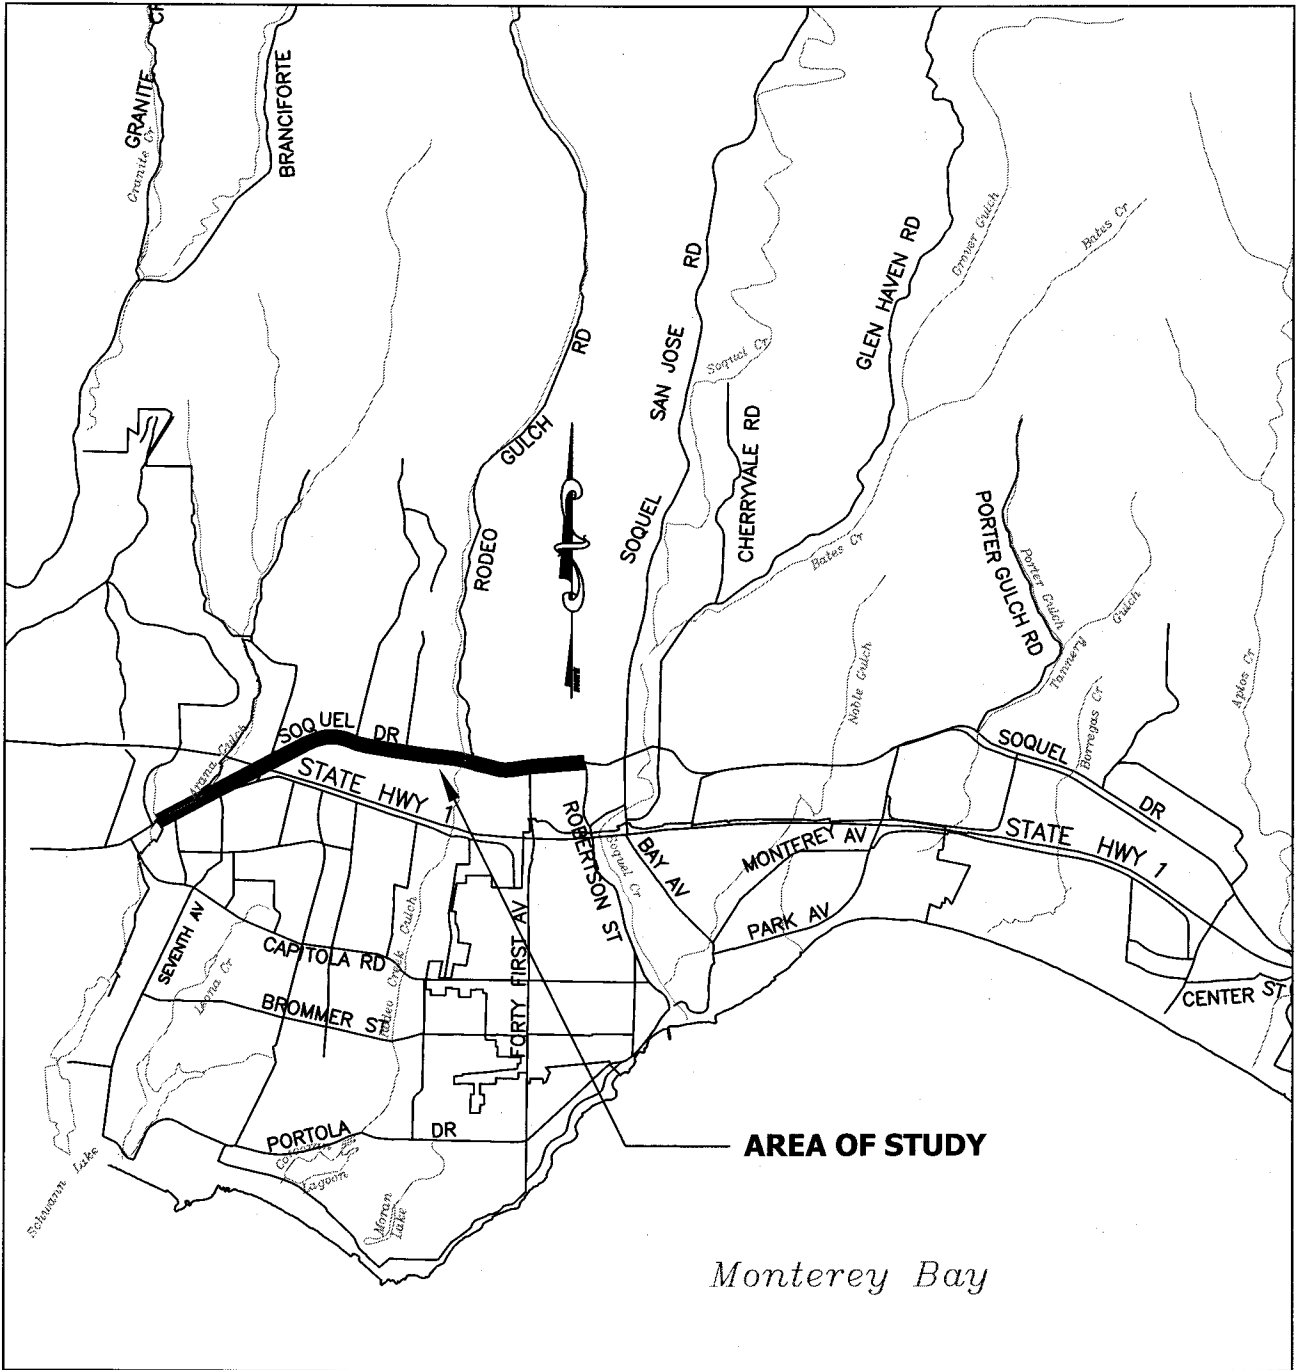 CR
GRANITE
Granite Cr
BRANCIFORTE
Grover Gulch
Bates Cr
RD
GLEN HAVEN RD
RD
SAN JOSE
Soquel Cr
CHERRYVALE RD
GULCH
SOQUEL
RODEO
Bates Cr
PORTER GULCH RD
Porter Gulch
Gulch
Tannery
Noble Gulch
Borregas Cr
Aptos Cr
Arana Gulch
SOQUEL DR
SOQUEL
DR
STATE HWY 1
STATE HWY 1
ROBERTSON ST
Soquel Cr
BAY AV
MONTEREY AV
PARK AV
SEVENTH AV
CAPITOLA RD
Leona Cr
BROMMER ST
Rodeo Creek Gulch
FORTY FIRST AV
CENTER ST
PORTOLA DR
Corcoran
Lagoon
Moran
Lake
Schwann Lake
AREA OF STUDY
Monterey Bay